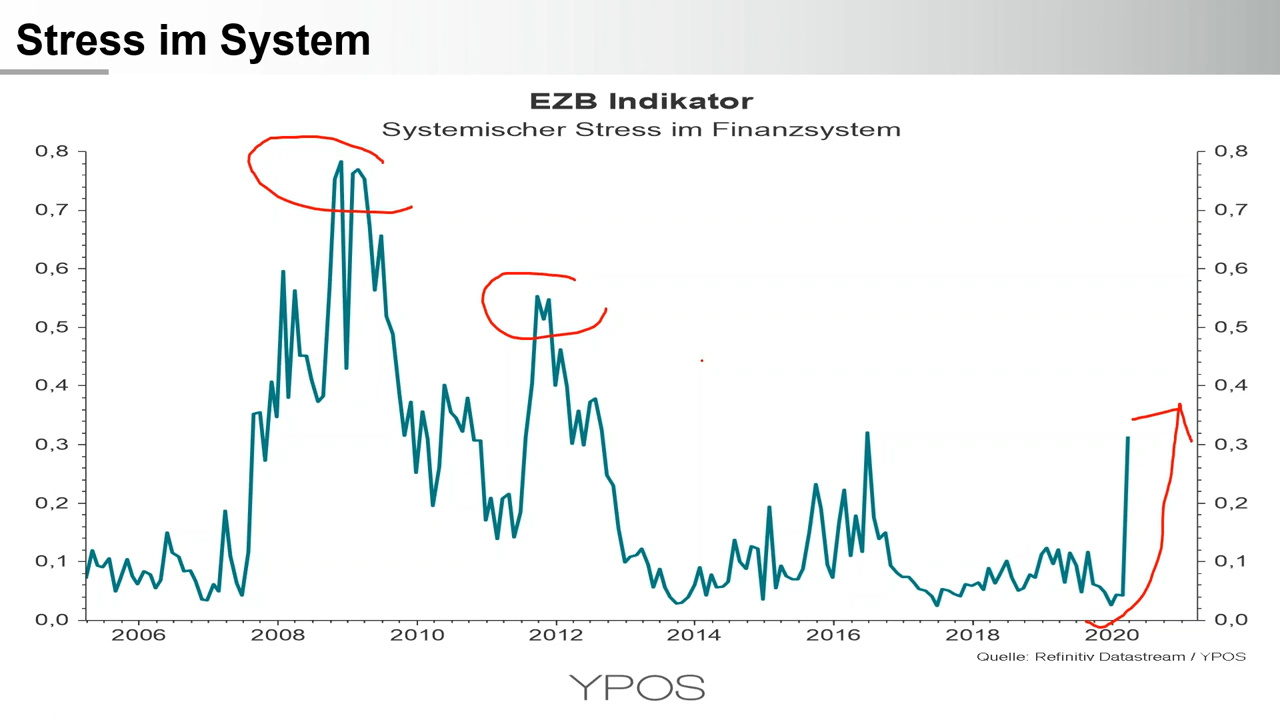 Stress im System
EZB Indikator
Systemischer Stress im Finanzsystem
0,8 0,8
0,7 0,7
0,6 0,6
0,5 0,5
0,4 0,4
0,3 0,3
0,2 0,2
0,1 0,1
0,0 0,0
2006 2008 2010 2012 2014 2016 2018 2020
Quelle: Refinitiv Datastream / YPOS
YPOS